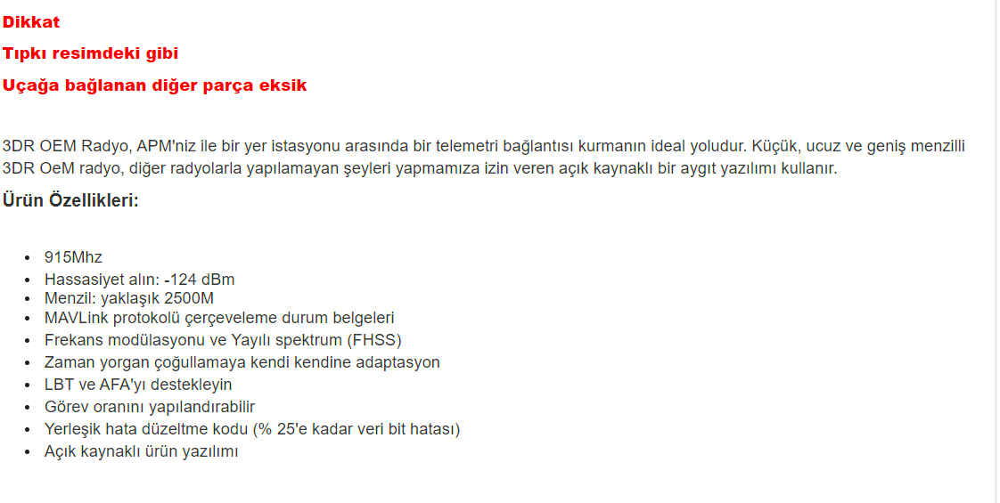 Dikkat
Tıpkı resimdeki gibi
Uçağa bağlanan diğer parça eksik
3DR OEM Radyo, APM'niz ile bir yer istasyonu arasında bir telemetri bağlantısı kurmanın ideal yoludur. Küçük, ucuz ve geniş menzilli
3DR OeM radyo, diğer radyolarla yapılamayan şeyleri yapmamıza izin veren açık kaynaklı bir aygıt yazılımı kullanır.
Ürün Özellikleri:
• 915Mhz
• Hassasiyet alın: -124 dBm
• Menzil: yaklaşık 2500M
• MAVLink protokolü çerçeveleme durum belgeleri
• Frekans modülasyonu ve Yayılı spektrum (FHSS)
• Zaman yorgan çoğullamaya kendi kendine adaptasyon
• LBT ve AFA'yı destekleyin
• Görev oranını yapılandırabilir
• Yerleşik hata düzeltme kodu (% 25'e kadar veri bit hatası)
• Açık kaynaklı ürün yazılımı